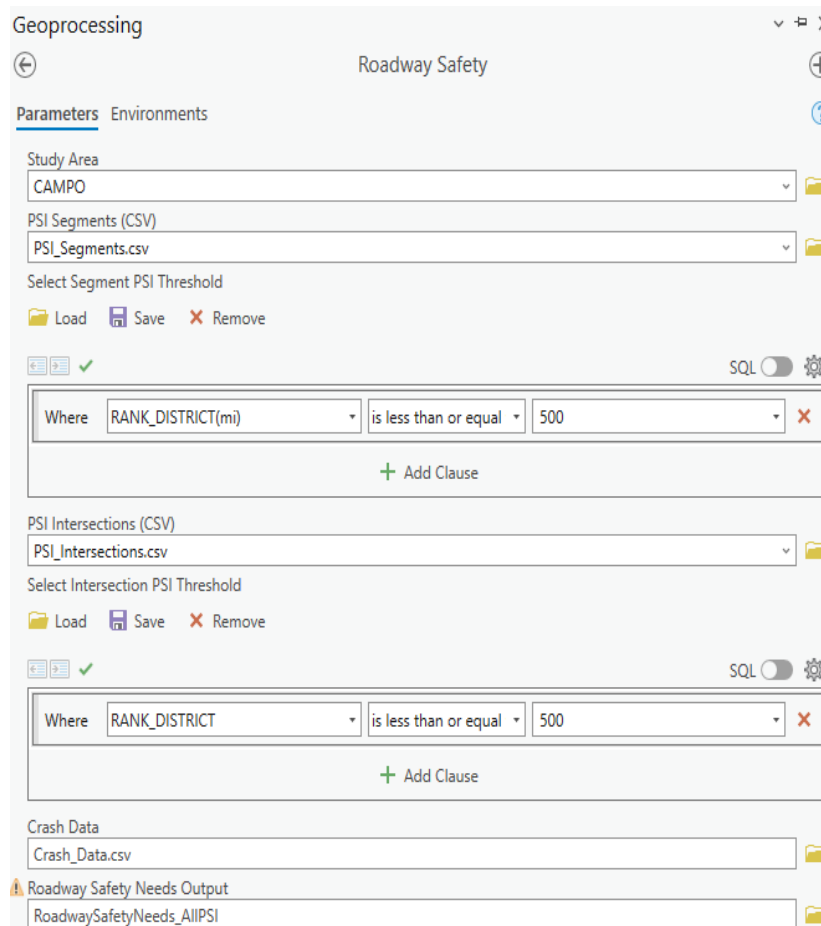 Geoprocessing
Roadway Safety
Parameters Environments
Study Area
CAMPO
PSI Segments (CSV)
PSI_Segments.csv
Select Segment PSI Threshold
Load Save Remove
SQL
Where RANK_DISTRICT(mi) is less than or equal 500
Add Clause
PSI Intersections (CSV)
PSI_Intersections.csv
Select Intersection PSI Threshold
Load Save Remove
SQL
Where RANK_DISTRICT is less than or equal 500
Add Clause
Crash Data
Crash_Data.csv
Roadway Safety Needs Output
RoadwaySafetyNeeds_AllPSI